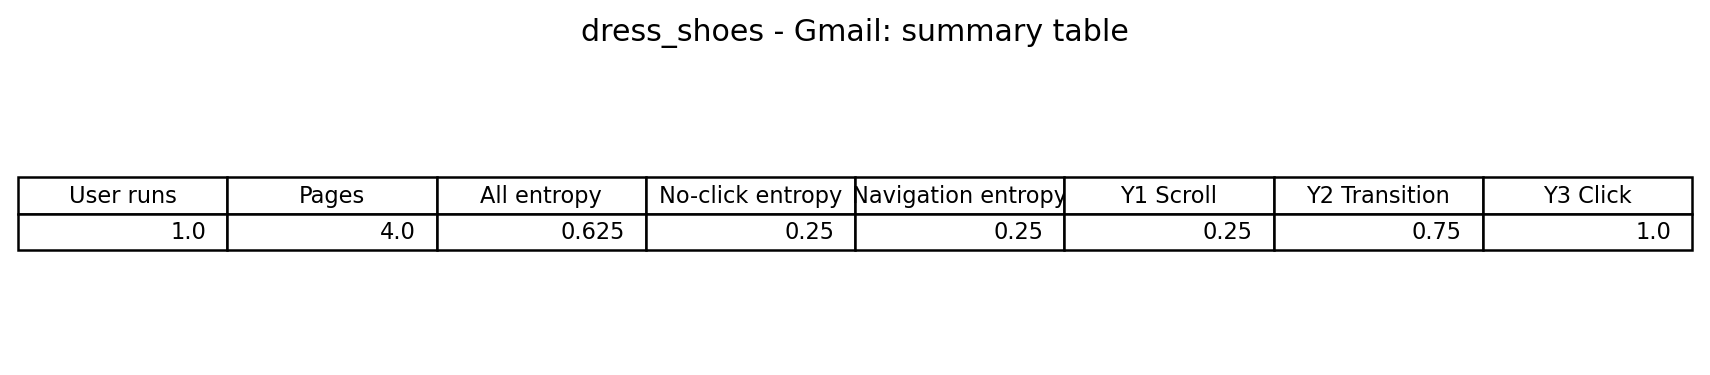 dress_shoes - Gmail: summary table
User runs Pages All entropy No-click entropy Navigation entropy Y1 Scroll Y2 Transition Y3 Click
1.0 4.0 0.625 0.25 0.25 0.25 0.75 1.0